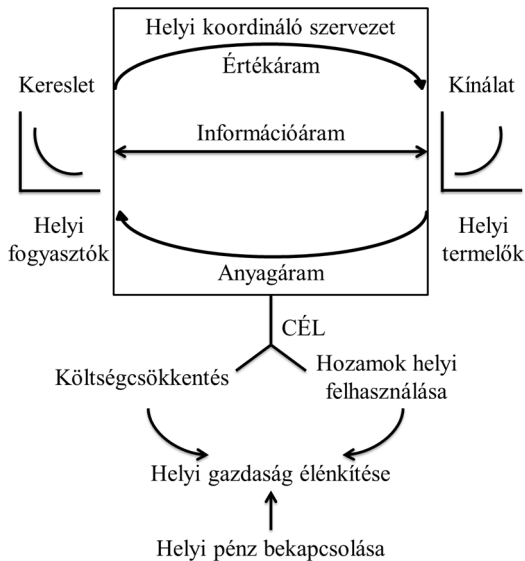 Helyi koordináló szervezet
Értékáram
Kereslet
Kínálat
Információáram
Helyi
fogyasztók
Helyi
termelők
Anyagáram
CÉL
Költségcsökkentés
Hozamok helyi
felhasználása
Helyi gazdaság élénkítése
Helyi pénz bekapcsolása